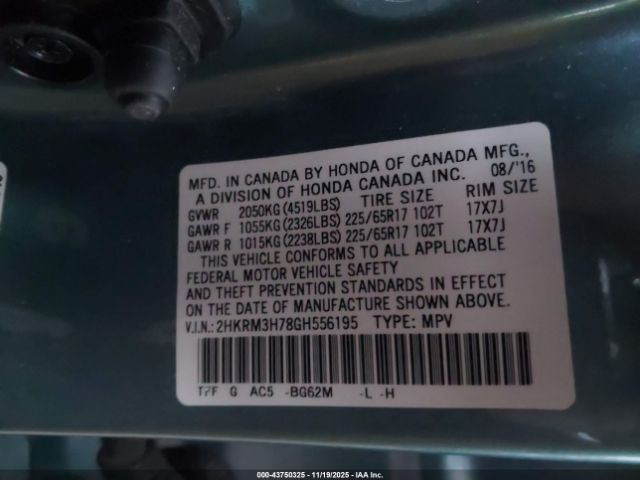 MFD. IN CANADA BY HONDA OF CANADA MFG.,
A DIVISION OF HONDA CANADA INC. 08/'16
GVWR 2050KG (4519LBS) TIRE SIZE RIM SIZE
GAWR F 1055KG (2326LBS) 225/65R17 102T 17X7J
GAWR R 1015KG (2238LBS) 225/65R17 102T 17X7J
THIS VEHICLE CONFORMS TO ALL APPLICABLE
FEDERAL MOTOR VEHICLE SAFETY
AND THEFT PREVENTION STANDARDS IN EFFECT
ON THE DATE OF MANUFACTURE SHOWN ABOVE.
V.I.N.: 2HKRM3H78GH556195 TYPE: MPV
T7F G AC5 -BG62M -L -H
000-43750325 - 11/19/2025 - IAA Inc.